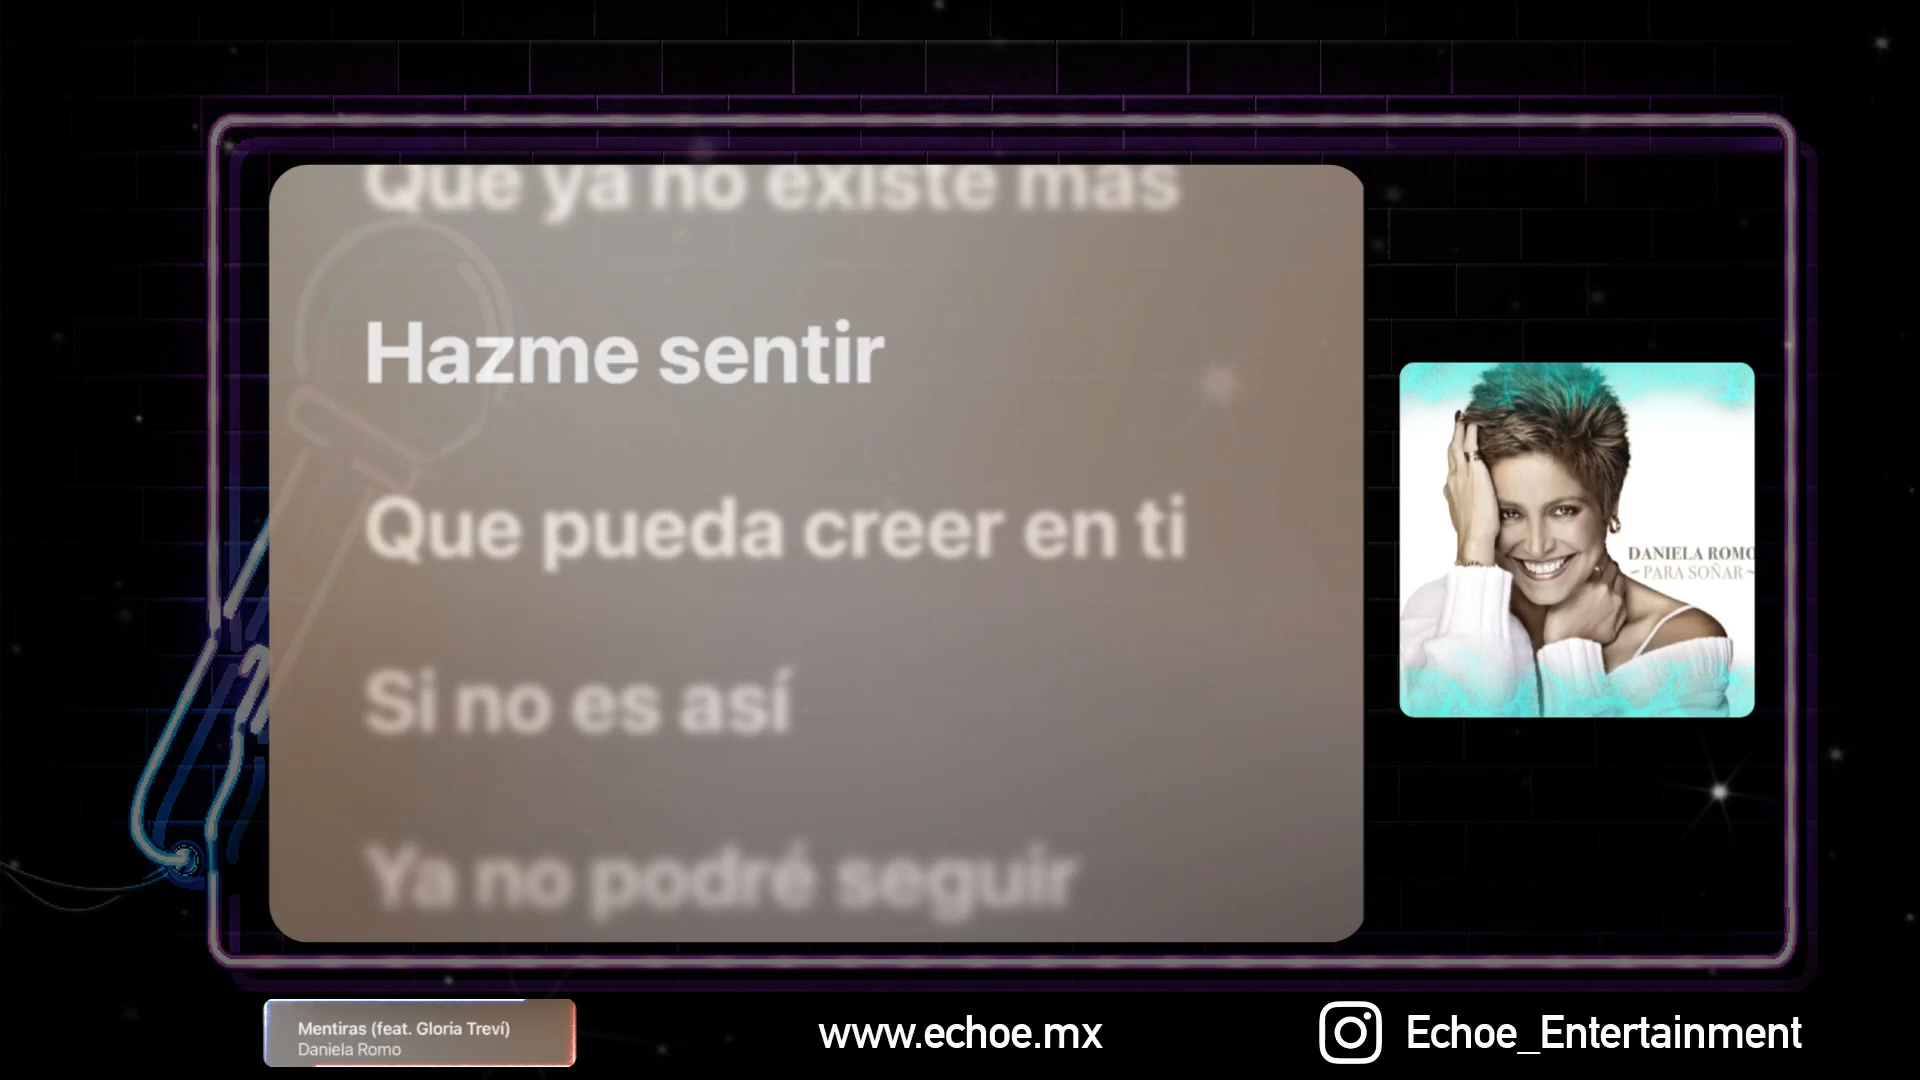 Que ya no existe más
Hazme sentir
Que pueda creer en ti
Si no es así
Ya no podré seguir
DANIELA ROMO
~PARA SOÑAR~
Mentiras (feat. Gloria Treví)
Daniela Romo
www.echoe.mx
Echoe_Entertainment